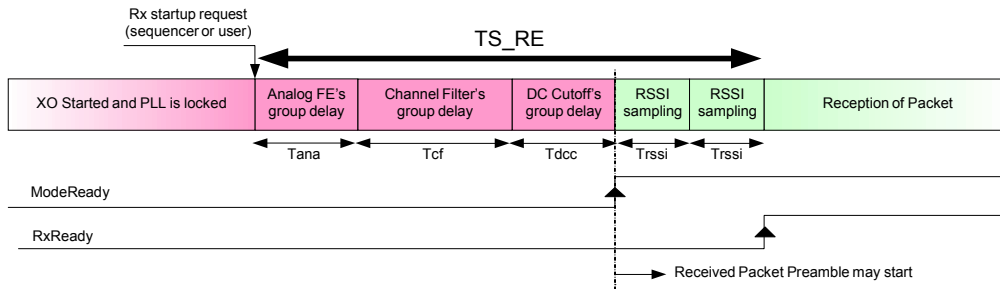 Rx startup request
(sequencer or user)
TS_RE
XO Started and PLL is locked
Analog FE's
group delay
Channel Filter's
group delay
DC Cutoff's
group delay
RSSI
sampling
RSSI
sampling
Reception of Packet
Tana
Tcf
Tdcc
Trssi
Trssi
ModeReady
RxReady
Received Packet Preamble may start